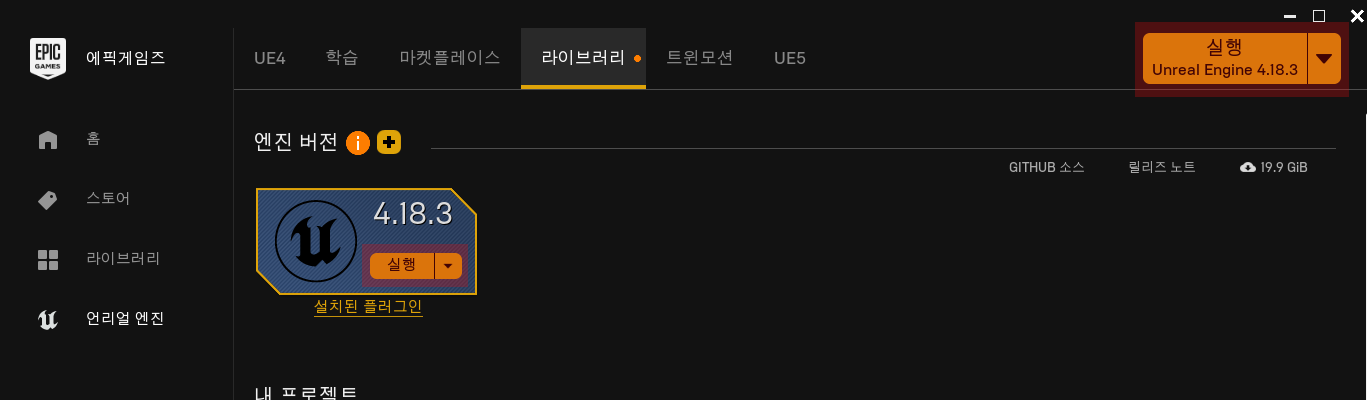 EPIC GAMES
에픽게임즈
UE4 학습 마켓플레이스 라이브러리 트윈모션 UE5
실행
Unreal Engine 4.18.3
홈
스토어
라이브러리
언리얼 엔진
엔진 버전
GITHUB 소스 릴리즈 노트 19.9 GiB
4.18.3
실행
설치된 플러그인
내 프로젝트